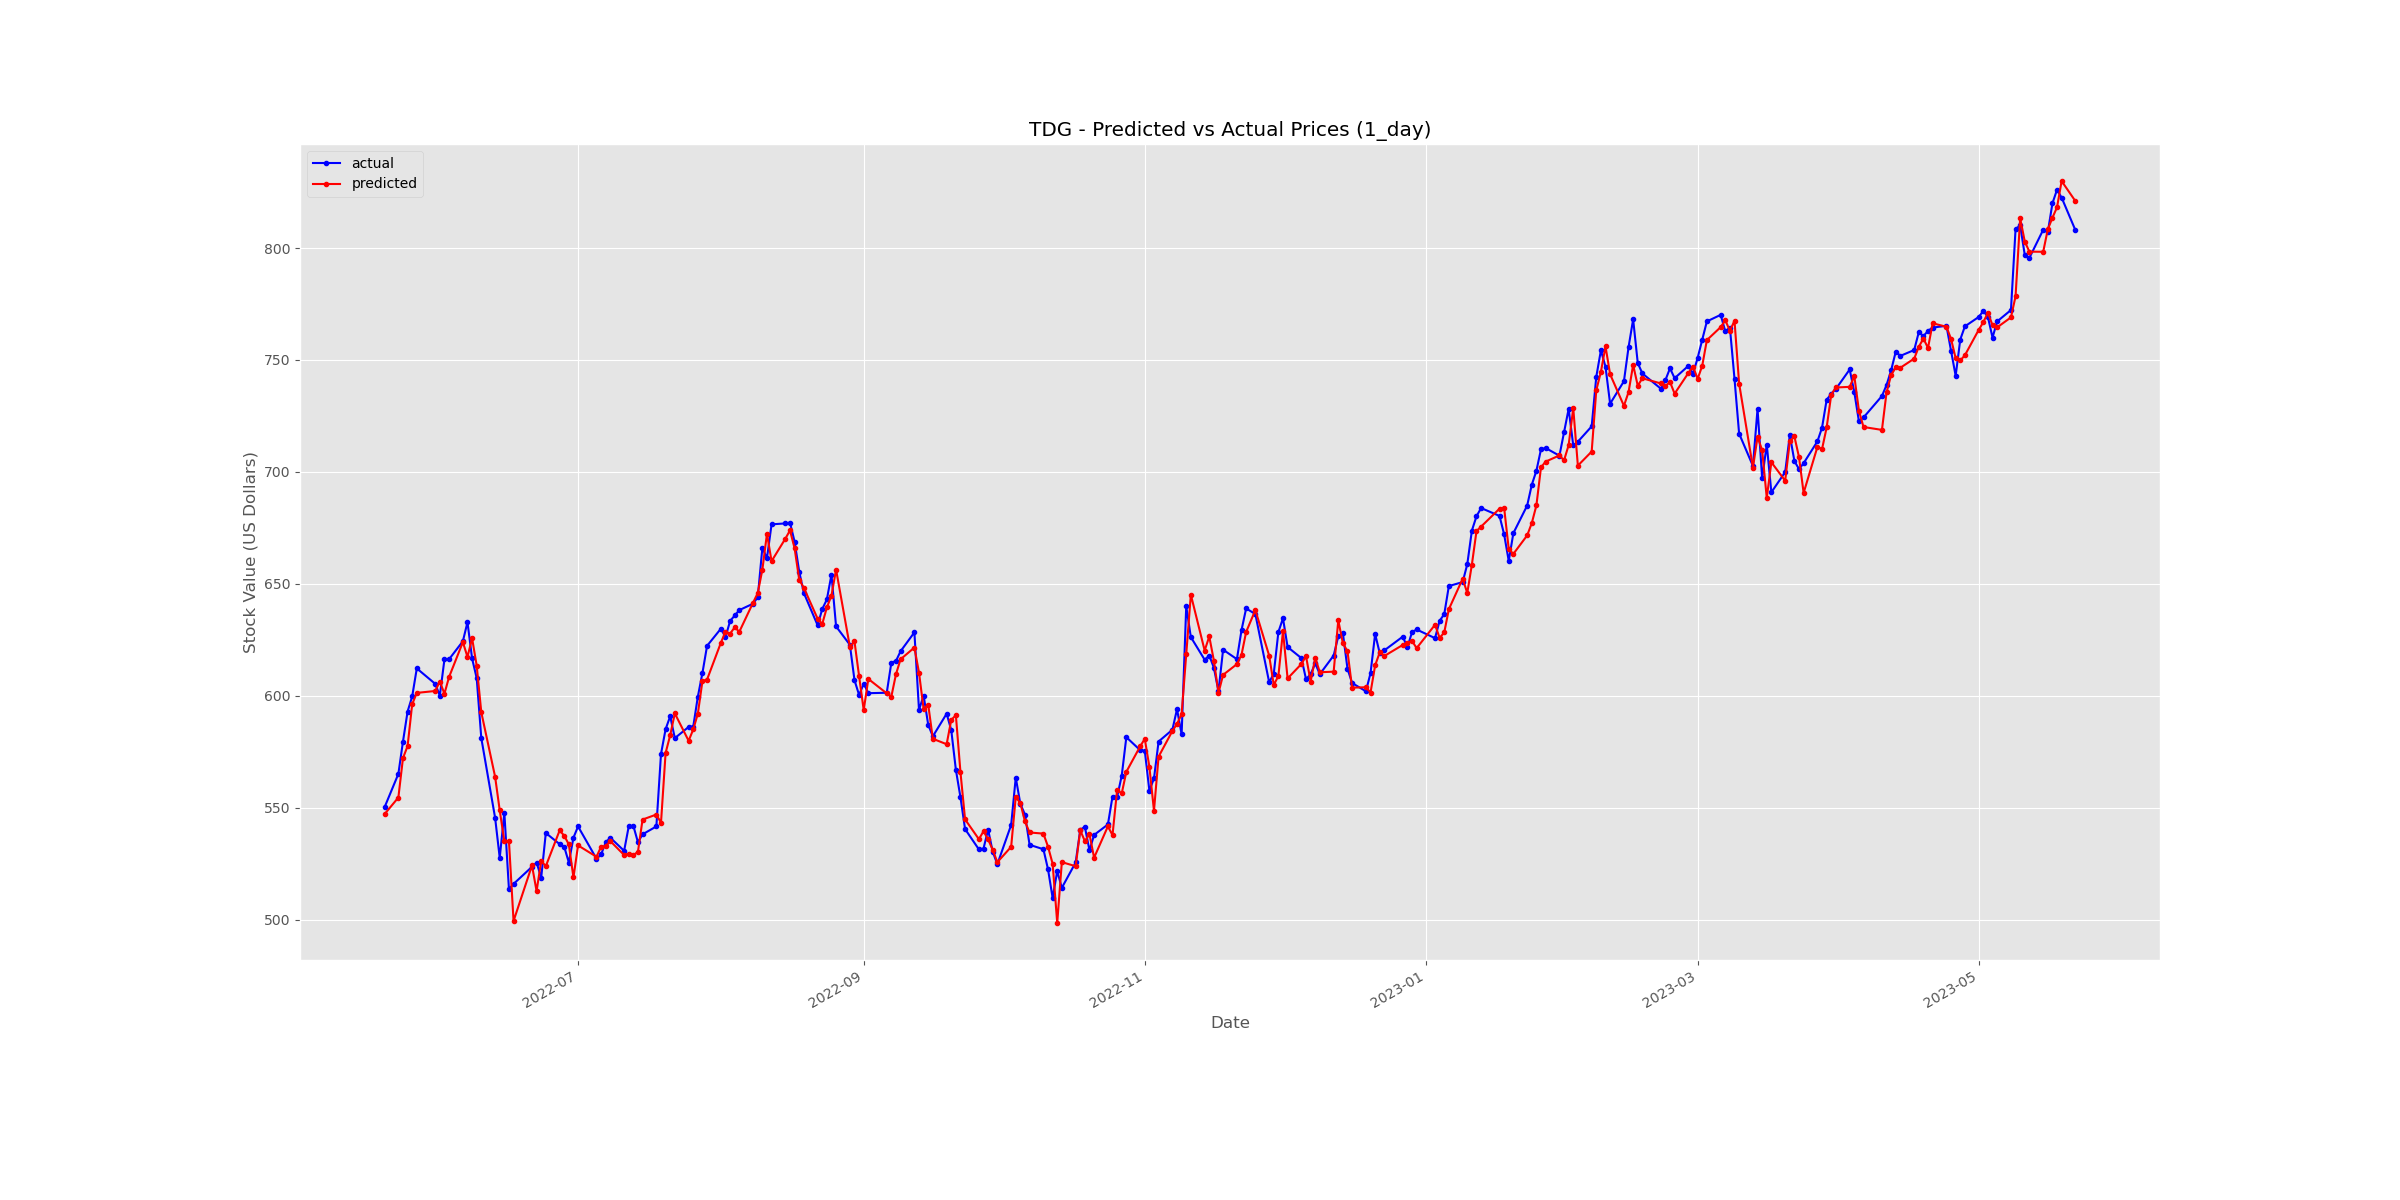 TDG - Predicted vs Actual Prices (1_day)
actual
predicted
Stock Value (US Dollars)
800
750
700
650
600
550
500
2022-07
2022-09
2022-11
2023-01
2023-03
2023-05
Date